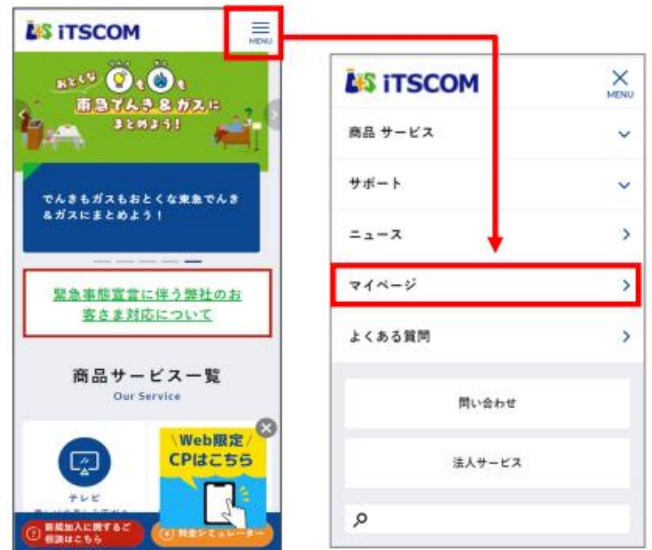 iTSCOM
MENU
おとくな
東急でんき&ガスに
まとめよう!
でんきもガスもおとくな東急でんき
&ガスにまとめよう!
緊急事態宣言に伴う弊社のお
客さま対応について
商品サービス一覧
Our Service
テレビ
Web限定
CPはこちら
新規加入に関するご
相談はこちら
料金シミュレーター
iTSCOM
MENU
商品 サービス
サポート
ニュース
マイページ
よくある質問
問い合わせ
法人サービス